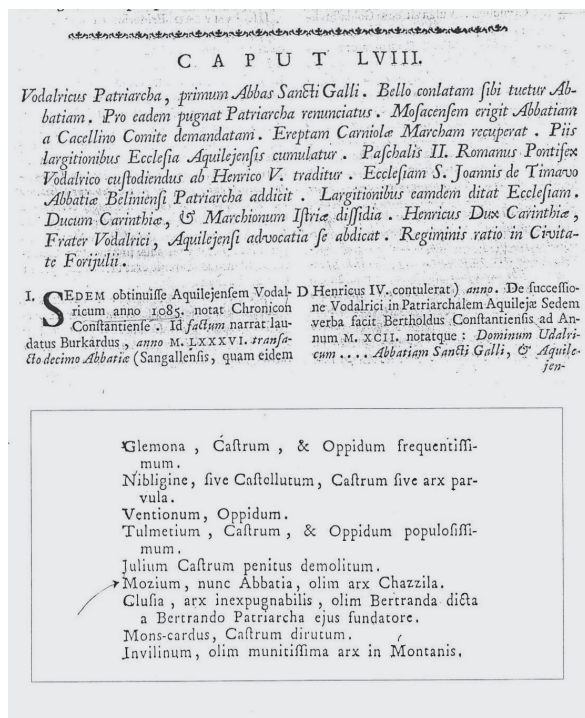 CAPUT LVIII.
Vodalricus Patriarcha, primum Abbas Sancti Galli. Bello conlatam ſibi tuetur Ab-
batiam. Pro eadem pugnat Patriarcha renunciatus. Moſacenſem erigit Abbatiam
a Cacellino Comite demandatam. Ereptam Carniolæ Marcham recuperat. Piis
largitionibus Eccleſia Aquilejenſis cumulatur. Paſchalis II. Romanus Pontifex
Vodalrico cuſtodiendus ab Henrico V. traditur. Eccleſiam S. Joannis de Timavo
Abbatiæ Belinienſi Patriarcha addicit. Largitionibus eamdem ditat Eccleſiam.
Ducum Carinthiæ, & Marchionum Iſtriæ diſſidia. Henricus Dux Carinthiæ,
Frater Vodalrici, Aquilejenſi advocatia ſe abdicat. Regiminis ratio in Civita-
te Forijulii.
I. SEDEM obtinuiſſe Aquilejenſem Vodal-
ricum anno 1085. notat Chronicon
Conſtantienſe. Id factum narrat lau-
datus Burkardus, anno M. LXXXVI. tranſa-
cto decimo Abbatiæ (Sangallenſis, quam eidem
D Henricus IV. contulerat) anno. De ſucceſſio-
ne Vodalrici in Patriarchalem Aquilejæ Sedem
verba facit Bertholdus Conſtantienſis ad An-
num M. XCII. notatque: Dominum Udalri-
cum .... Abbatiam Sancti Galli, & Aquile-
jen-
Glemona, Caſtrum, & Oppidum frequentiſſi-
mum.
Nibligine, ſive Caſtellutum, Caſtrum ſive arx par-
vula.
Ventionum, Oppidum.
Tulmetium, Caſtrum, & Oppidum populoſiſſi-
mum.
Julium Caſtrum penitus demolitum.
Mozium, nunc Abbatia, olim arx Chazzila.
Cluſia, arx inexpugnabilis, olim Bertranda dicta
a Bertrando Patriarcha ejus fundatore.
Mons-cardus, Caſtrum dirutum.
Invilinum, olim munitiſſima arx in Montanis.